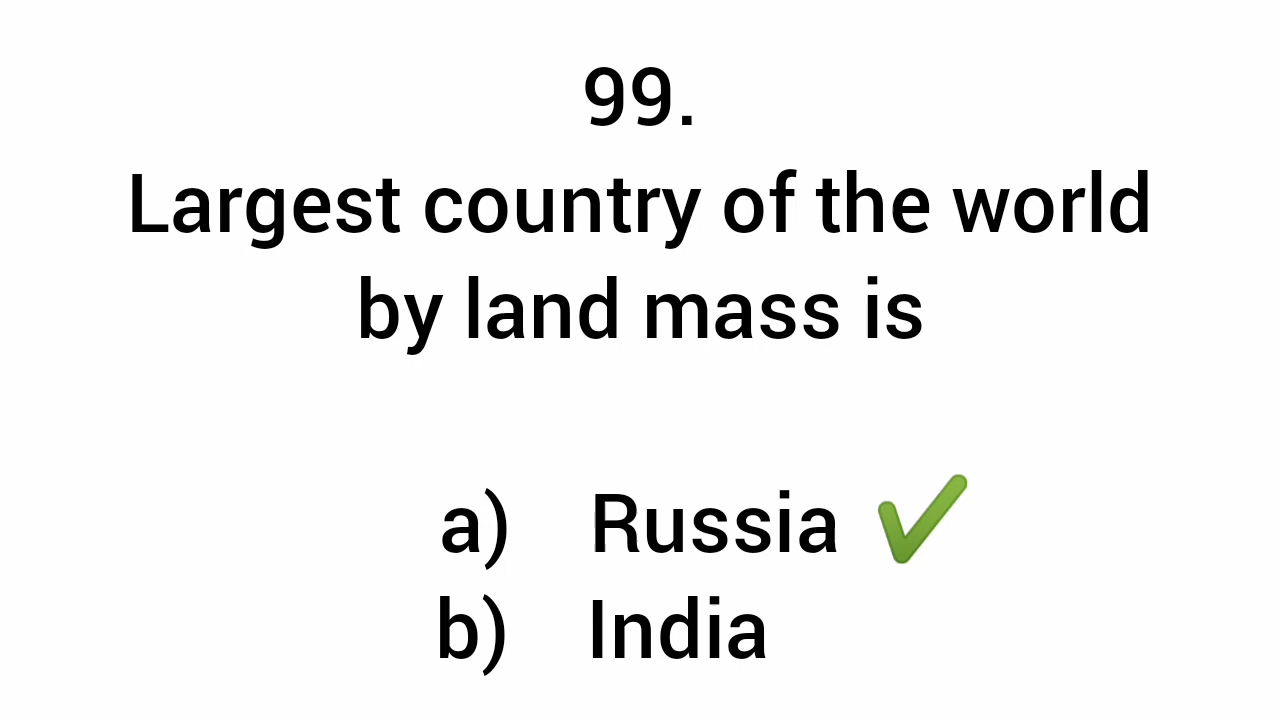 99.
Largest country of the world
by land mass is
a) Russia ✔
b) India